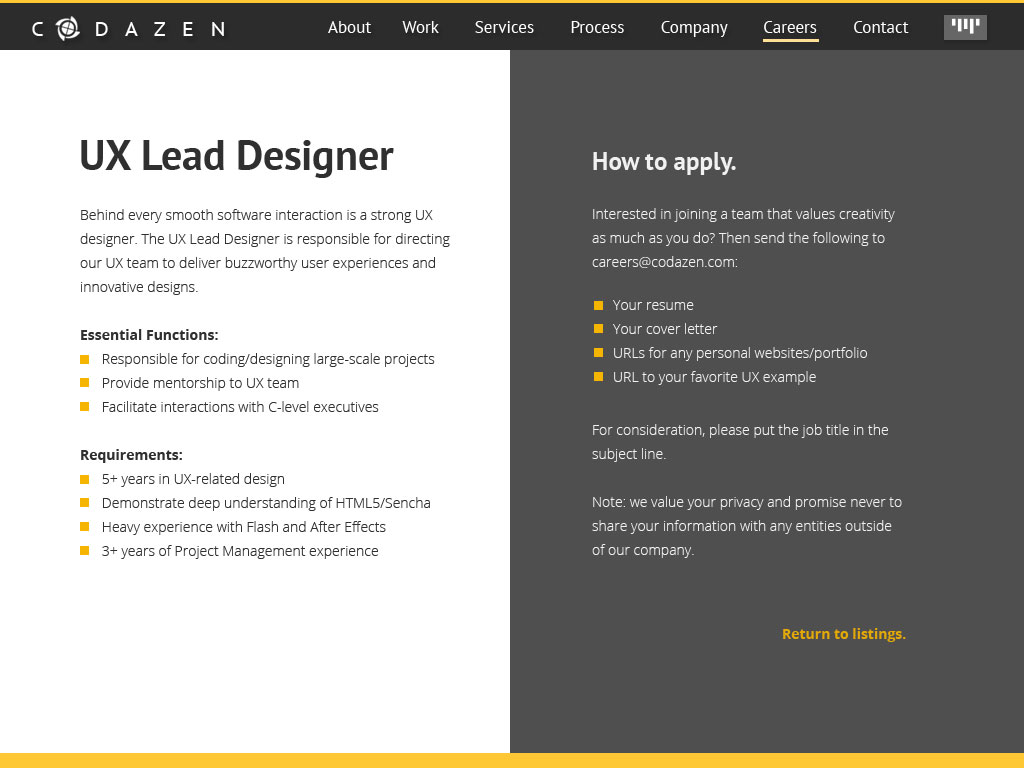 CODAZEN
About Work Services Process Company Careers Contact
UX Lead Designer
Behind every smooth software interaction is a strong UX
designer. The UX Lead Designer is responsible for directing
our UX team to deliver buzzworthy user experiences and
innovative designs.
Essential Functions:
Responsible for coding/designing large-scale projects
Provide mentorship to UX team
Facilitate interactions with C-level executives
Requirements:
5+ years in UX-related design
Demonstrate deep understanding of HTML5/Sencha
Heavy experience with Flash and After Effects
3+ years of Project Management experience
How to apply.
Interested in joining a team that values creativity
as much as you do? Then send the following to
careers@codazen.com:
Your resume
Your cover letter
URLs for any personal websites/portfolio
URL to your favorite UX example
For consideration, please put the job title in the
subject line.
Note: we value your privacy and promise never to
share your information with any entities outside
of our company.
Return to listings.